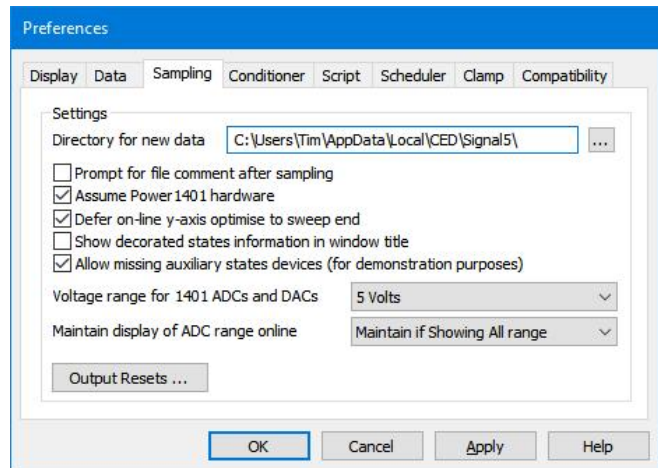 Preferences
Display Data Sampling Conditioner Script Scheduler Clamp Compatibility
Settings
Directory for new data C:\Users\Tim\AppData\Local\CED\Signal5\ ...
Prompt for file comment after sampling
Assume Power1401 hardware
Defer on-line y-axis optimise to sweep end
Show decorated states information in window title
Allow missing auxiliary states devices (for demonstration purposes)
Voltage range for 1401 ADCs and DACs 5 Volts
Maintain display of ADC range online Maintain if Showing All range
Output Resets ...
OK Cancel Apply Help